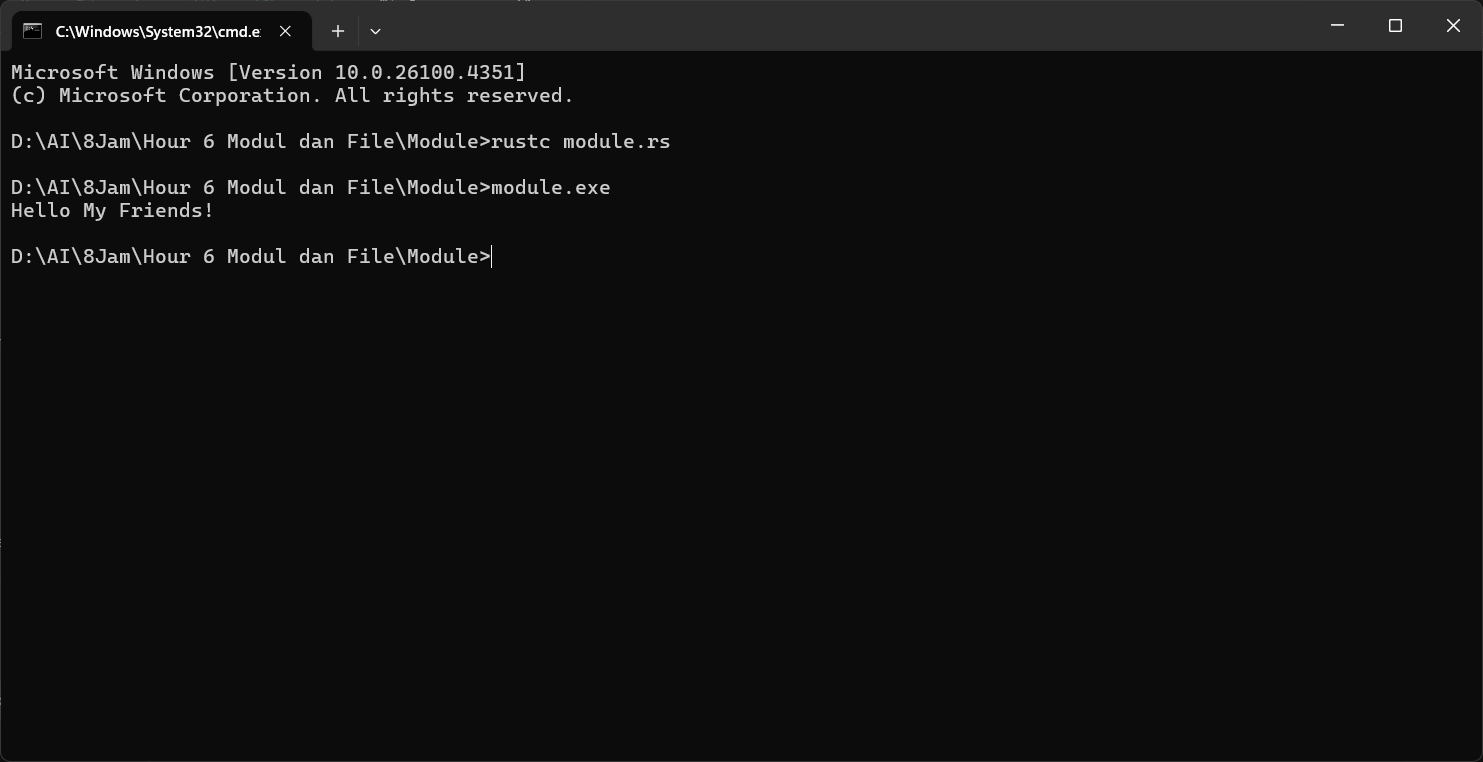 C:\Windows\System32\cmd.e
Microsoft Windows [Version 10.0.26100.4351]
(c) Microsoft Corporation. All rights reserved.
D:\AI\8Jam\Hour 6 Modul dan File\Module>rustc module.rs
D:\AI\8Jam\Hour 6 Modul dan File\Module>module.exe
Hello My Friends!
D:\AI\8Jam\Hour 6 Modul dan File\Module>